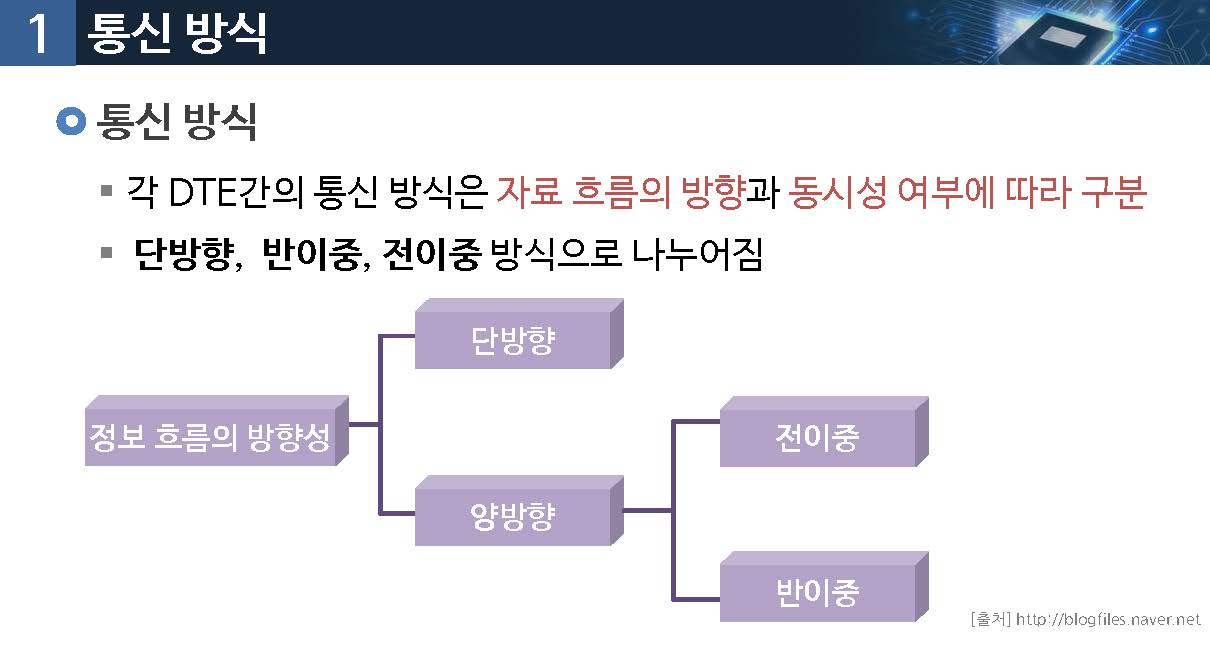 1 통신 방식
통신 방식
각 DTE간의 통신 방식은 자료 흐름의 방향과 동시성 여부에 따라 구분
단방향, 반이중, 전이중 방식으로 나누어짐
단방향
정보 흐름의 방향성
전이중
양방향
반이중
[출처] http://blogfiles.naver.net